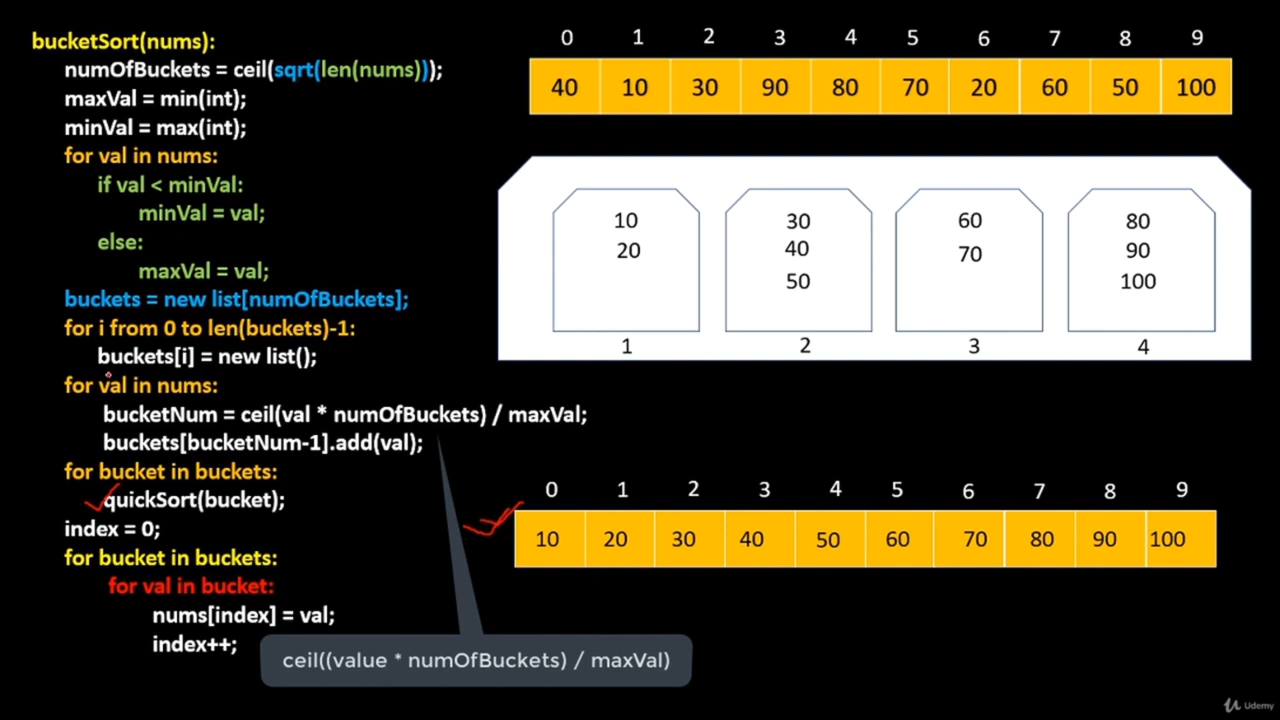 bucketSort(nums):
numOfBuckets = ceil(sqrt(len(nums)));
maxVal = min(int);
minVal = max(int);
for val in nums:
if val < minVal:
minVal = val;
else:
maxVal = val;
buckets = new list[numOfBuckets];
for i from 0 to len(buckets)-1:
buckets[i] = new list();
for val in nums:
bucketNum = ceil(val * numOfBuckets) / maxVal;
buckets[bucketNum-1].add(val);
for bucket in buckets:
quickSort(bucket);
index = 0;
for bucket in buckets:
for val in bucket:
nums[index] = val;
index++;
ceil((value * numOfBuckets) / maxVal)
0 1 2 3 4 5 6 7 8 9
40 10 30 90 80 70 20 60 50 100
10 30 60 80
20 40 70 90
50 100
1 2 3 4
0 1 2 3 4 5 6 7 8 9
10 20 30 40 50 60 70 80 90 100
Udemy